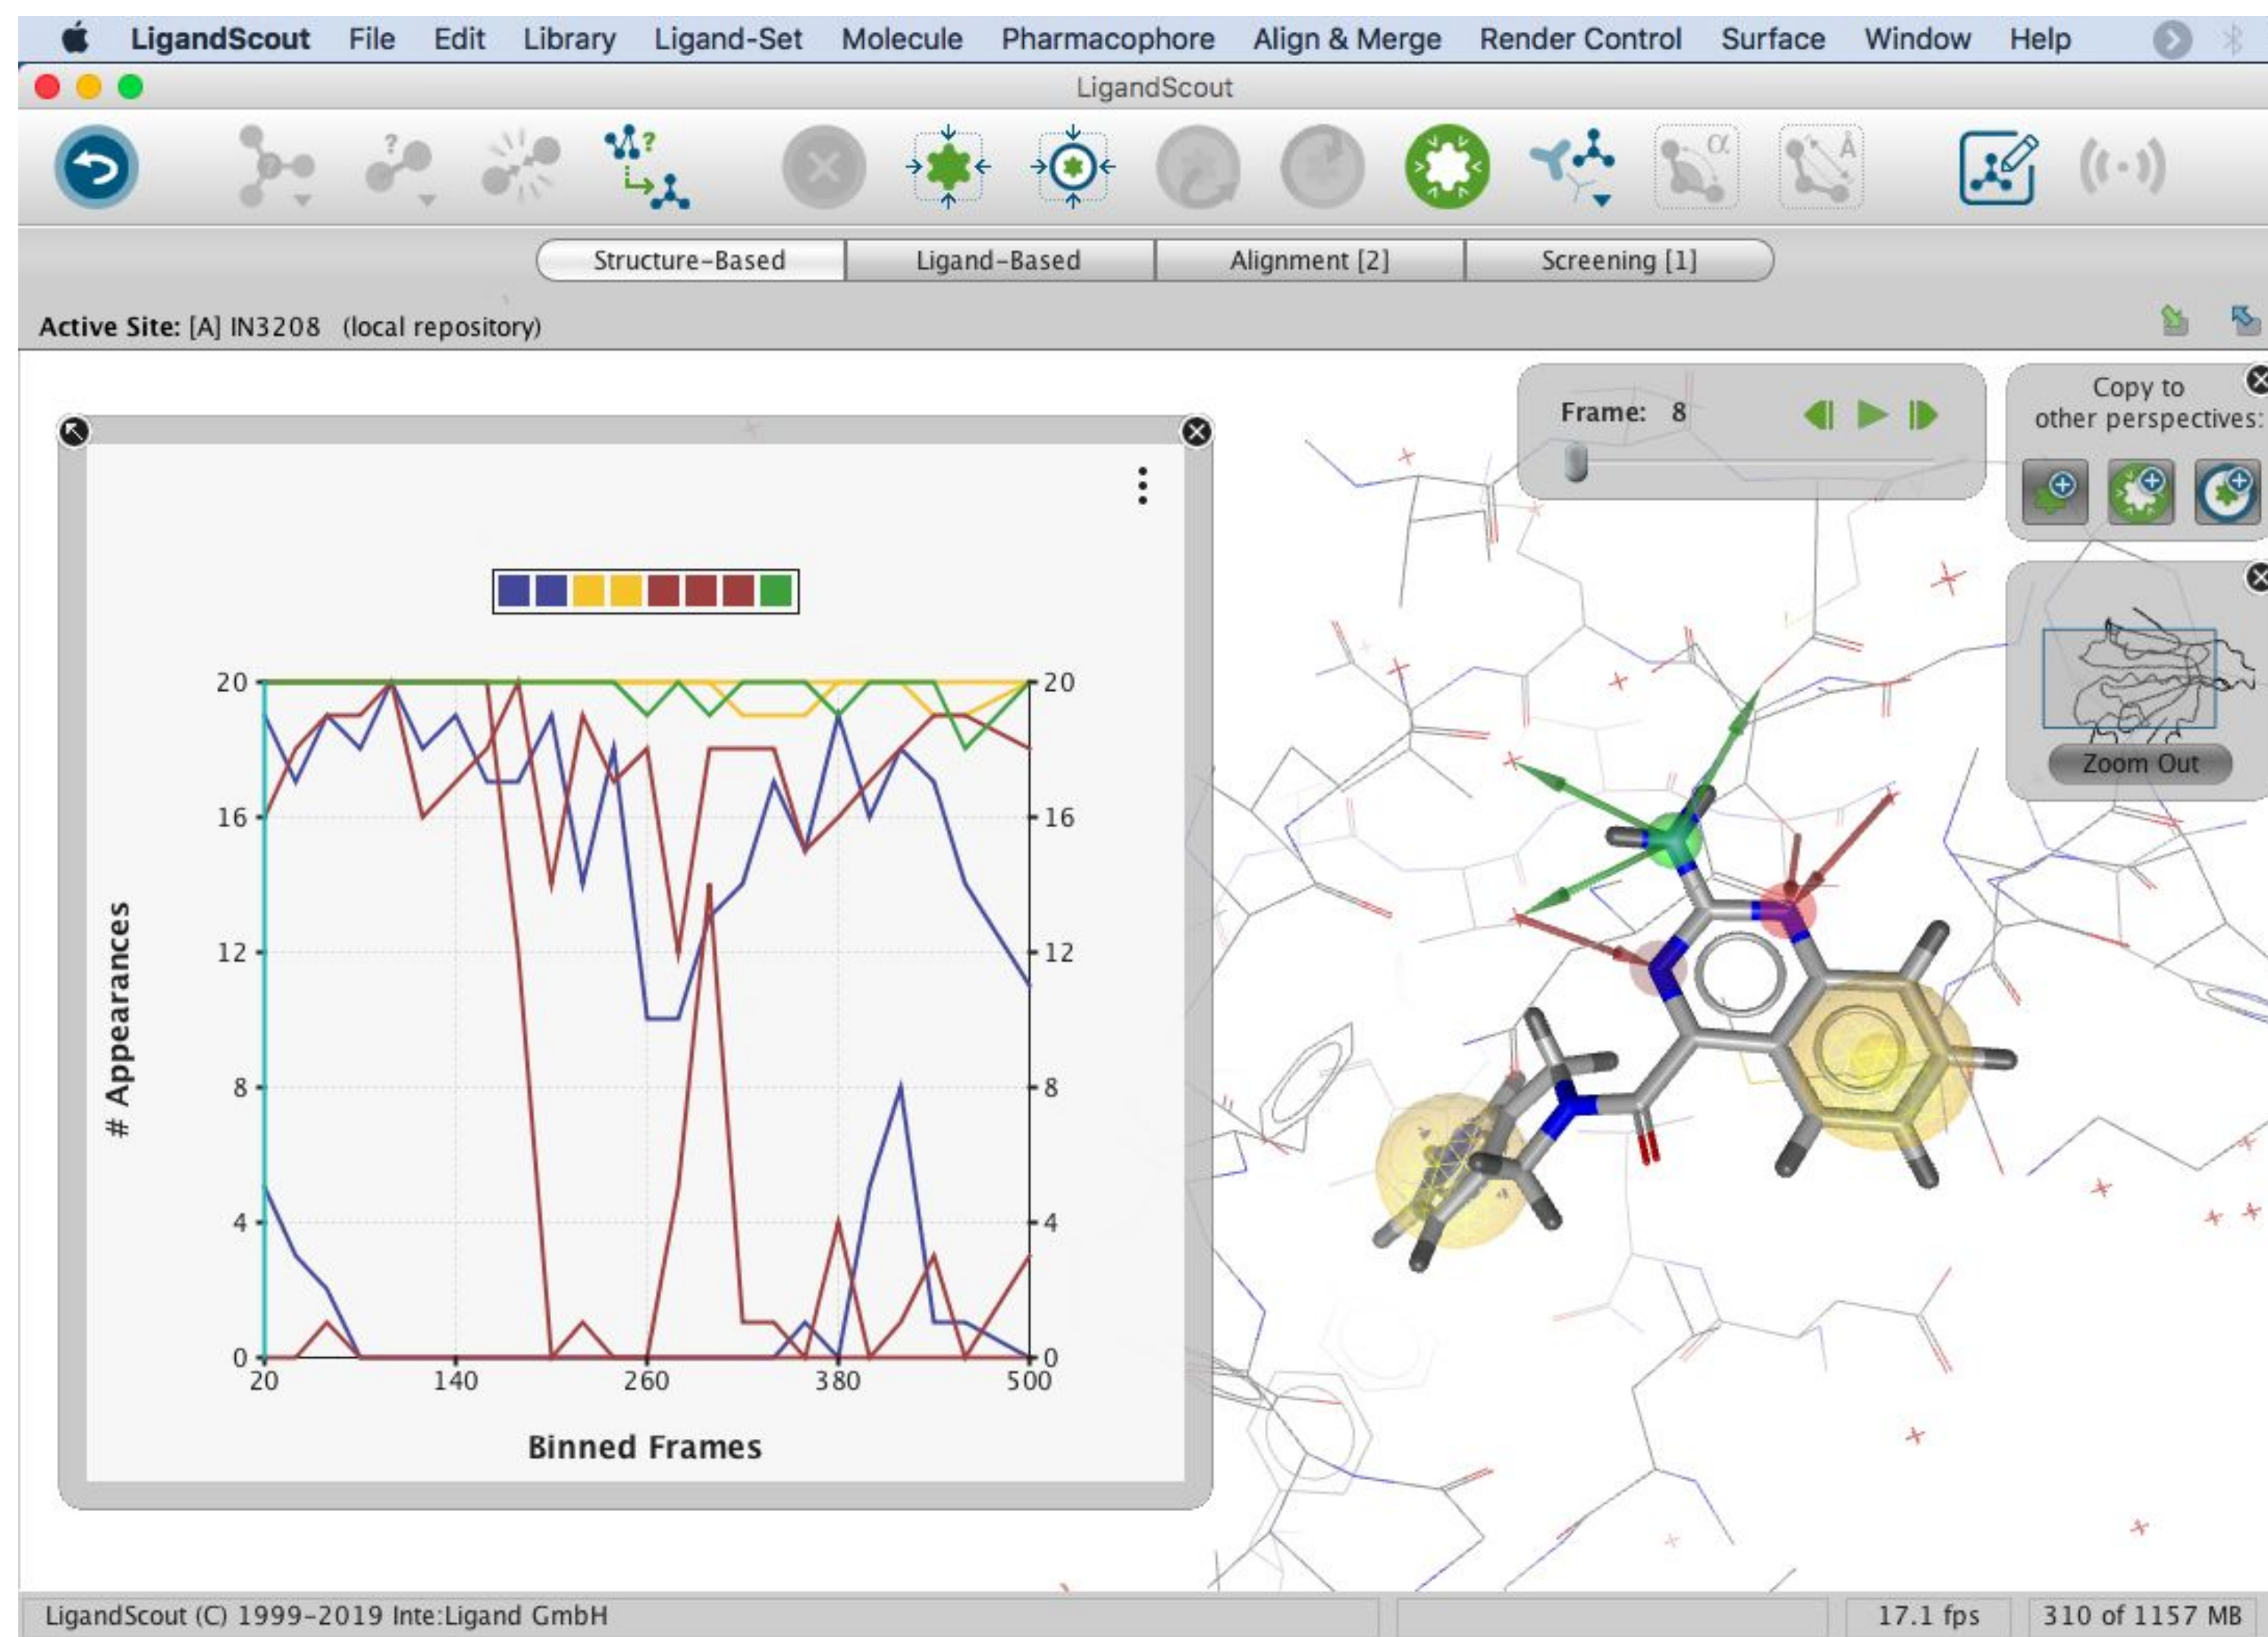 LigandScout File Edit Library Ligand-Set Molecule Pharmacophore Align & Merge Render Control Surface Window Help
LigandScout
? ? ? α Å
Structure-Based Ligand-Based Alignment [2] Screening [1]
Active Site: [A] IN3208 (local repository)
Frame: 8
Copy to
other perspectives:
Zoom Out
20 20
16 16
12 12
8 8
4 4
0 0
20 140 260 380 500
# Appearances
Binned Frames
LigandScout (C) 1999-2019 Inte:Ligand GmbH 17.1 fps 310 of 1157 MB